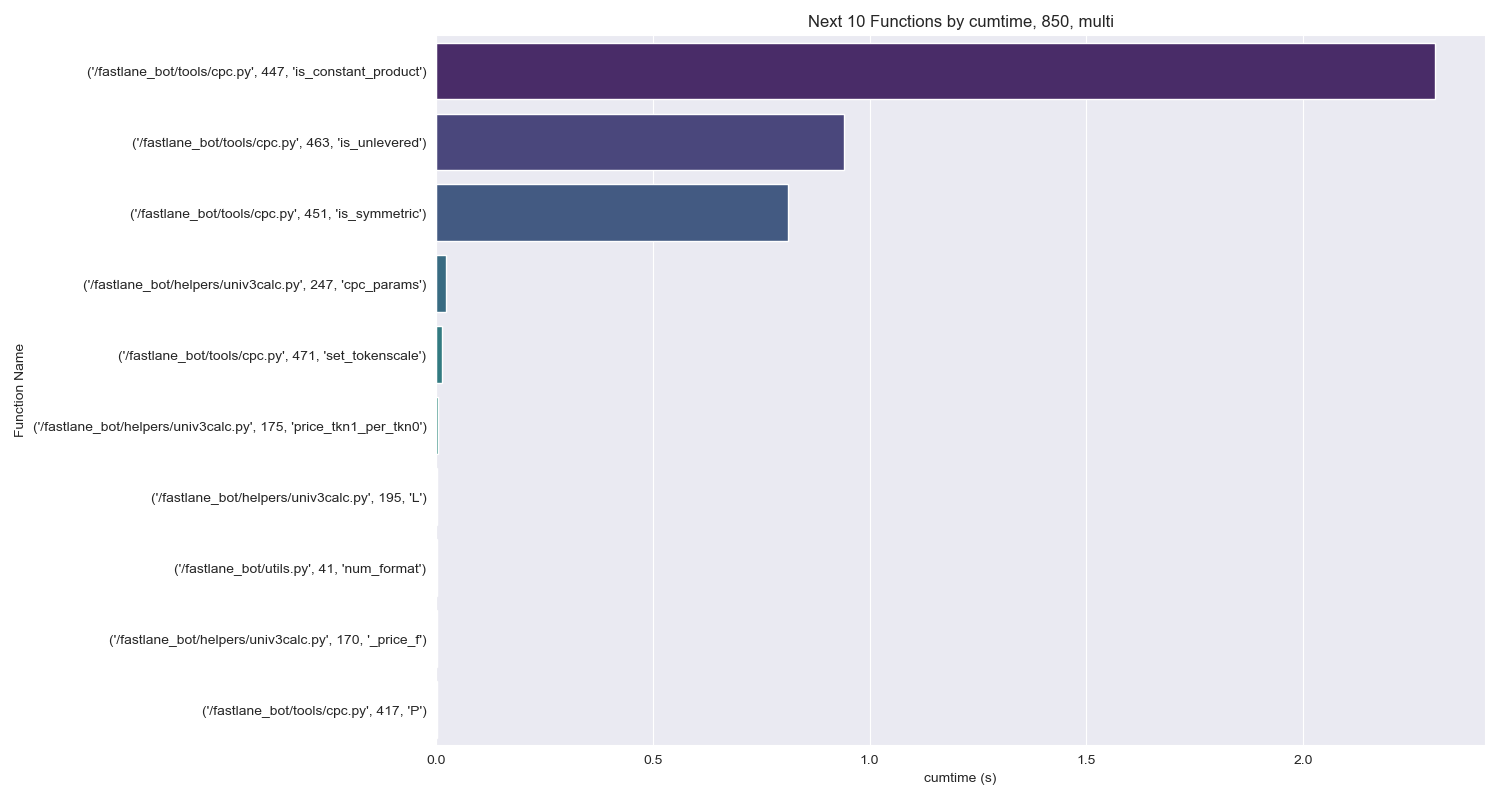 Next 10 Functions by cumtime, 850, multi
Function Name
('/fastlane_bot/tools/cpc.py', 447, 'is_constant_product')
('/fastlane_bot/tools/cpc.py', 463, 'is_unlevered')
('/fastlane_bot/tools/cpc.py', 451, 'is_symmetric')
('/fastlane_bot/helpers/univ3calc.py', 247, 'cpc_params')
('/fastlane_bot/tools/cpc.py', 471, 'set_tokenscale')
('/fastlane_bot/helpers/univ3calc.py', 175, 'price_tkn1_per_tkn0')
('/fastlane_bot/helpers/univ3calc.py', 195, 'L')
('/fastlane_bot/utils.py', 41, 'num_format')
('/fastlane_bot/helpers/univ3calc.py', 170, '_price_f')
('/fastlane_bot/tools/cpc.py', 417, 'P')
0.0 0.5 1.0 1.5 2.0
cumtime (s)